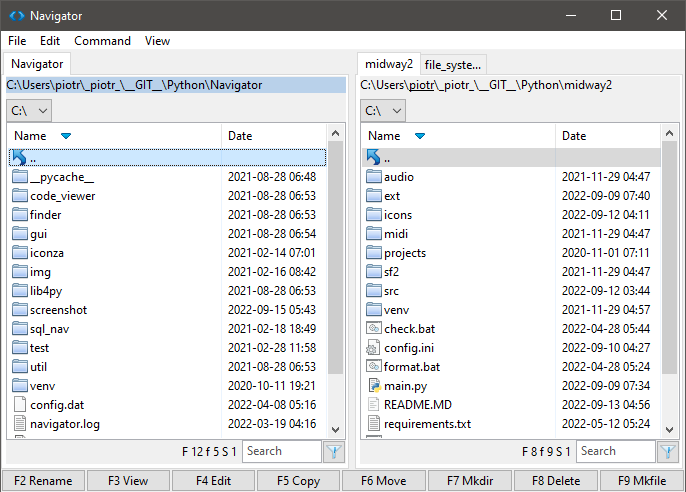 Navigator
File Edit Command View
Navigator
C:\Users\piotr\_piotr_\__GIT__\Python\Navigator
C:\
Name Date
..
__pycache__ 2021-08-28 06:48
code_viewer 2021-08-28 06:53
finder 2021-08-28 06:53
gui 2021-08-28 06:54
iconza 2021-02-14 07:01
img 2021-02-16 08:42
lib4py 2021-08-28 06:53
screenshot 2022-09-15 05:43
sql_nav 2021-02-18 18:49
test 2021-02-28 11:58
util 2021-08-28 06:53
venv 2020-10-11 19:21
config.dat 2022-04-08 05:16
navigator.log 2022-03-19 04:16
F 12 f 5 S 1 Search
midway2 file_syste...
C:\Users\piotr\_piotr_\__GIT__\Python\midway2
C:\
Name Date
..
audio 2021-11-29 04:47
ext 2022-09-09 07:40
icons 2022-09-12 04:11
midi 2021-11-29 04:47
projects 2020-11-01 07:11
sf2 2021-11-29 04:47
src 2022-09-12 03:44
venv 2021-11-29 04:57
check.bat 2022-04-28 05:44
config.ini 2022-09-10 04:27
format.bat 2022-04-28 05:24
main.py 2022-09-09 07:34
README.MD 2022-09-13 04:56
requirements.txt 2022-05-12 05:24
F 8 f 9 S 1 Search
F2 Rename F3 View F4 Edit F5 Copy F6 Move F7 Mkdir F8 Delete F9 Mkfile